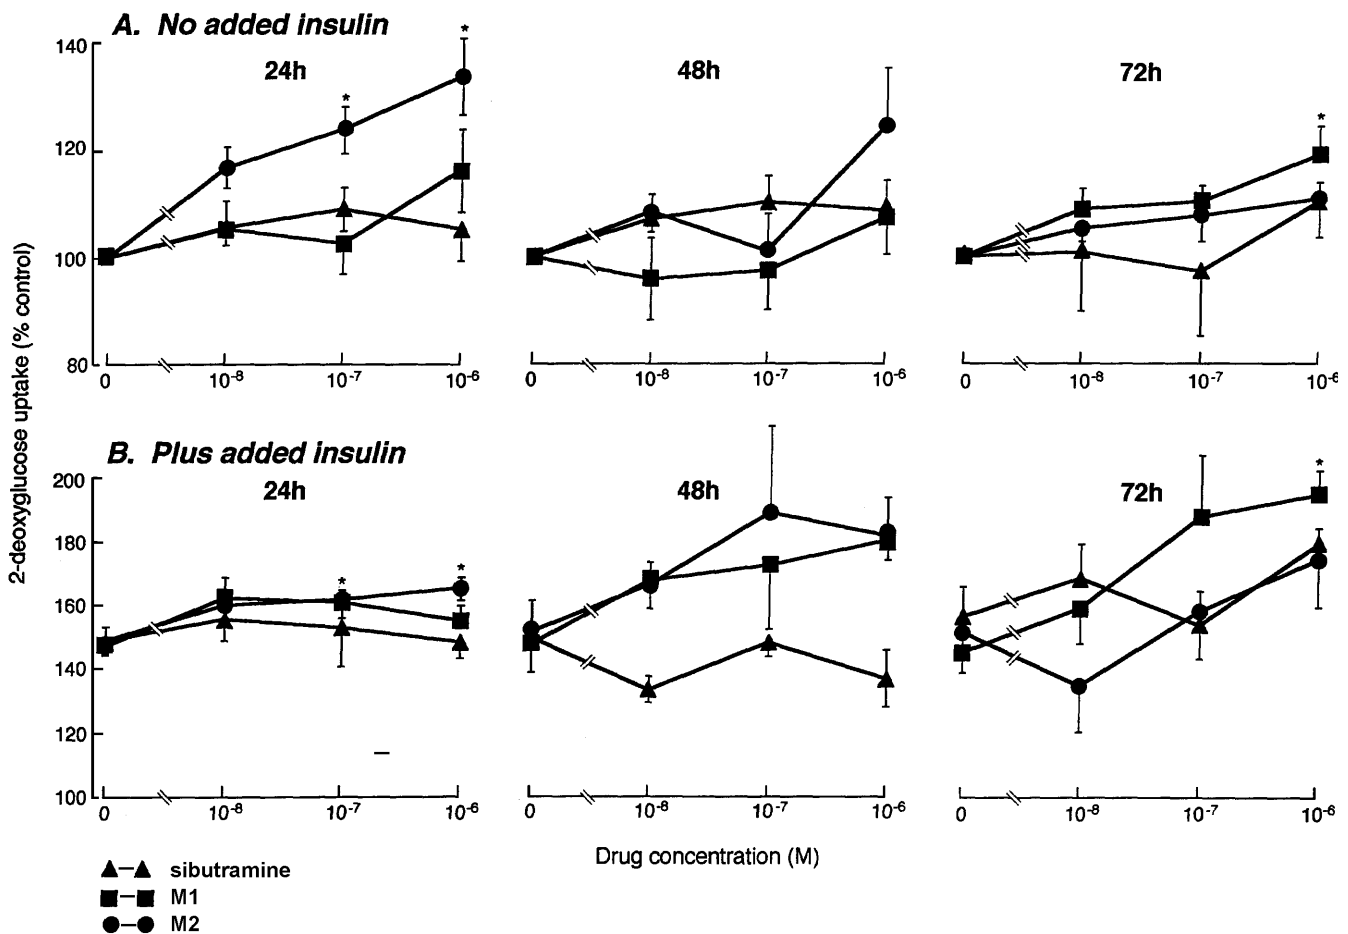 A. No added insulin
24h
48h
72h
*
*
*
140
120
100
80
0 10⁻⁸ 10⁻⁷ 10⁻⁶
0 10⁻⁸ 10⁻⁷ 10⁻⁶
0 10⁻⁸ 10⁻⁷ 10⁻⁶
2-deoxyglucose uptake (% control)
B. Plus added insulin
24h
48h
72h
*
*
*
200
180
160
140
120
100
0 10⁻⁸ 10⁻⁷ 10⁻⁶
0 10⁻⁸ 10⁻⁷ 10⁻⁶
0 10⁻⁸ 10⁻⁷ 10⁻⁶
Drug concentration (M)
sibutramine
M1
M2